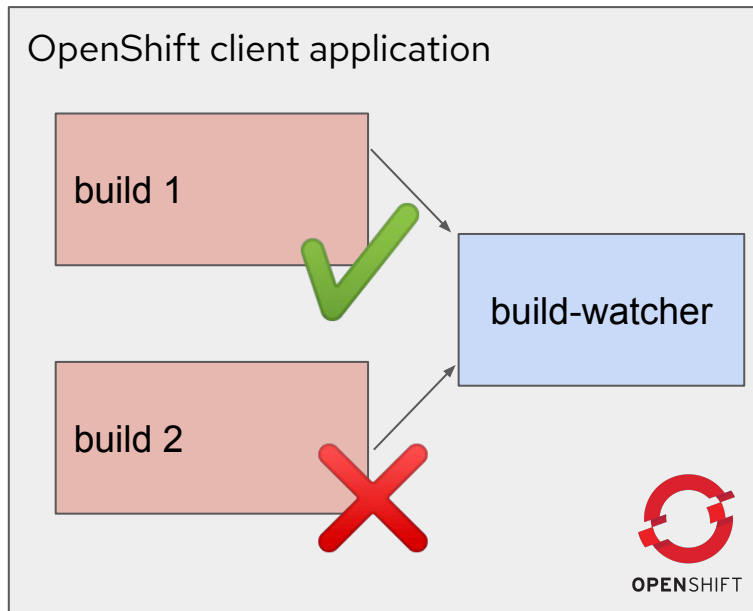 OpenShift client application
build 1
build-watcher
build 2
OPENSHIFT